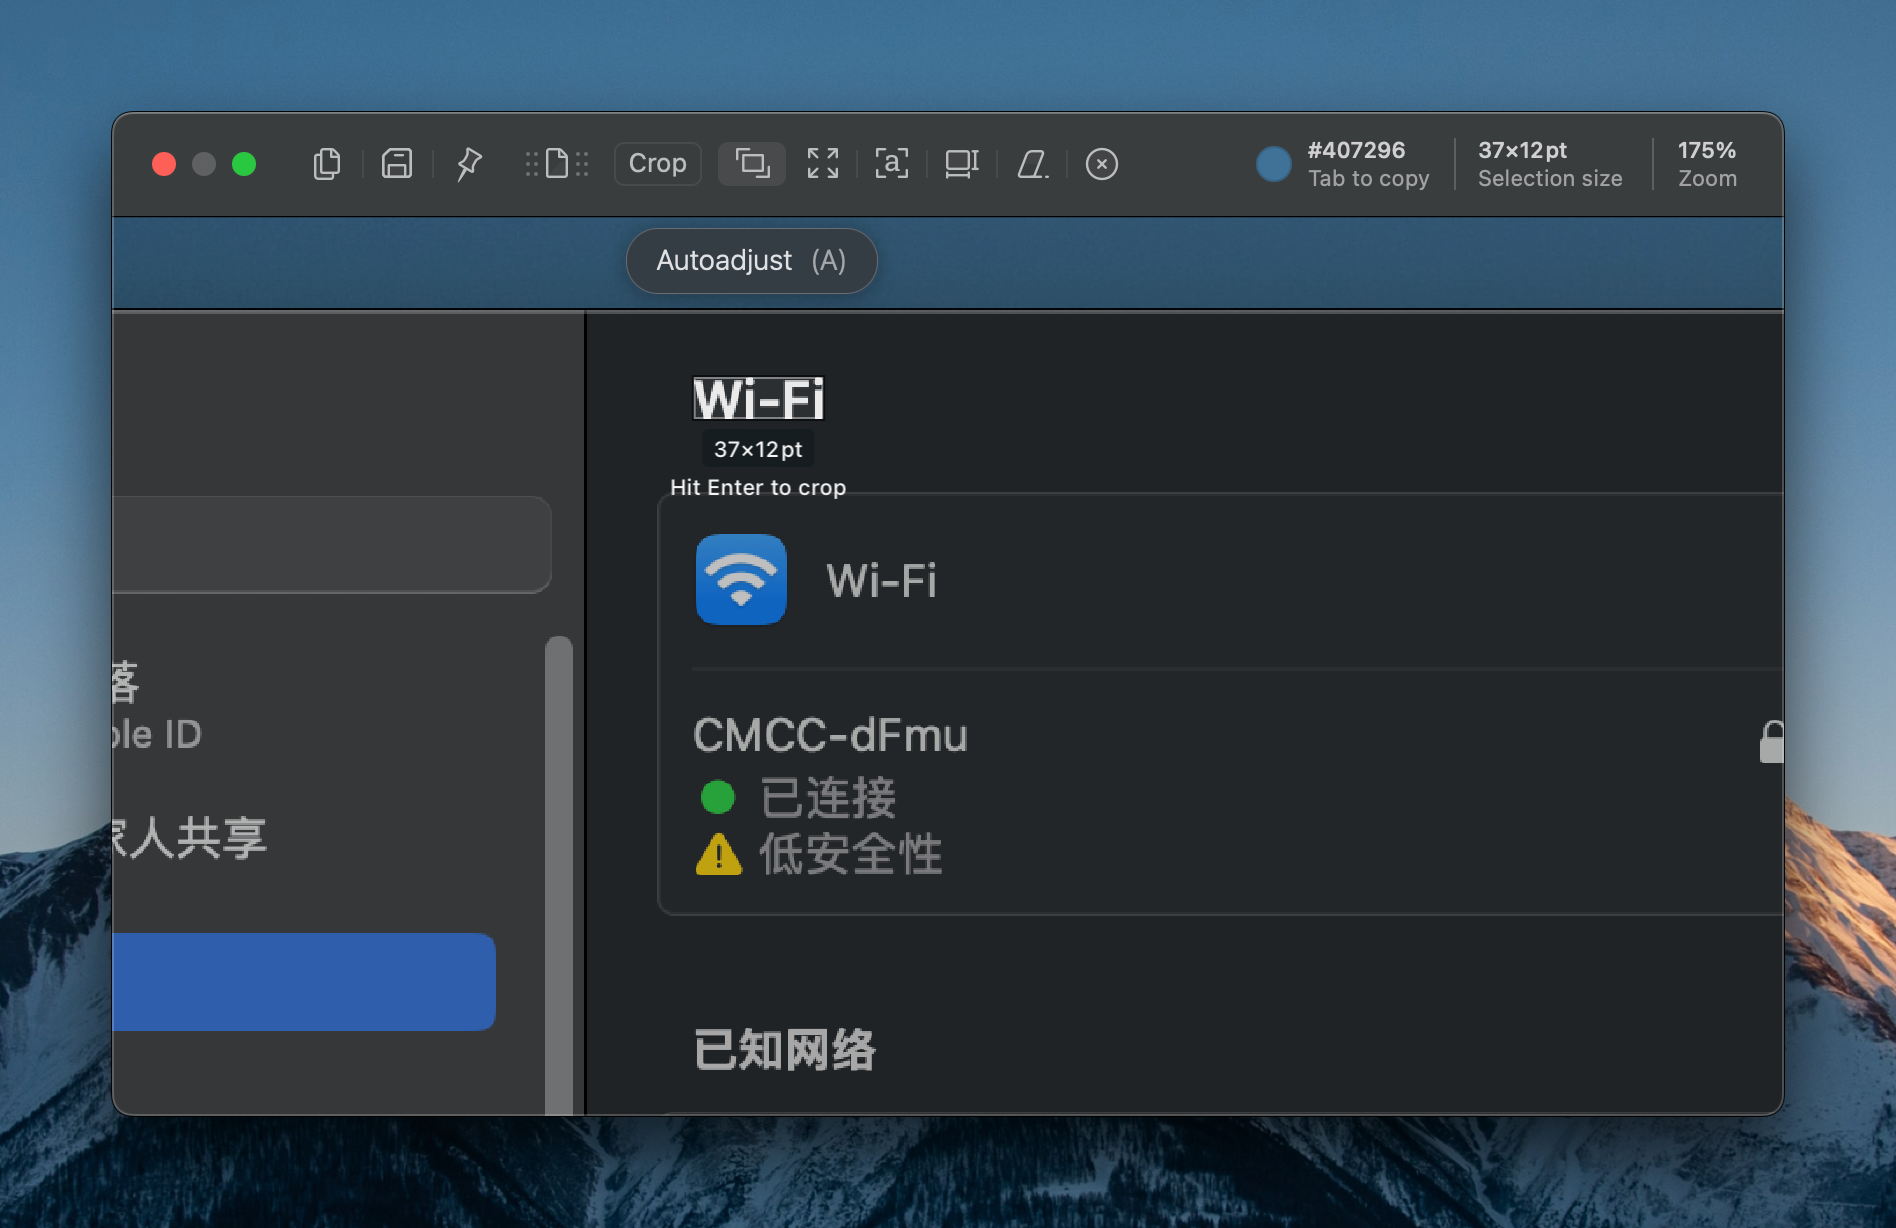 Crop
#407296
Tab to copy
37×12pt
Selection size
175%
Zoom
Autoadjust (A)
Wi-Fi
37×12pt
Hit Enter to crop
Wi-Fi
落
ple ID
CMCC-dFmu
已连接
家人共享
低安全性
已知网络